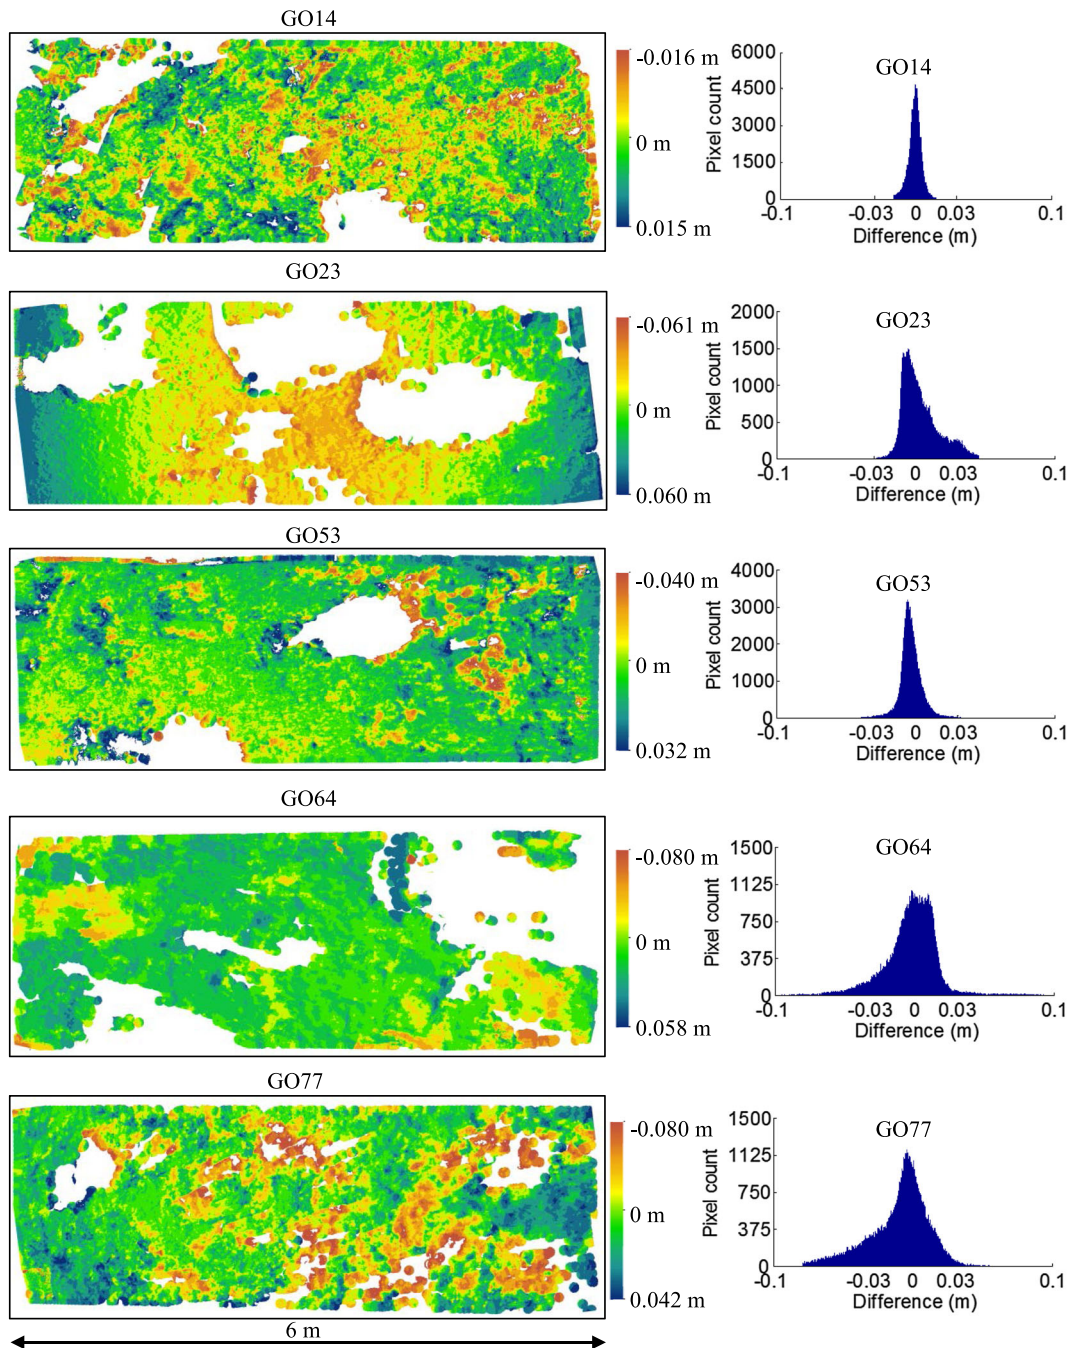 GO14
-0.016 m
0 m
0.015 m
6000
4500
3000
1500
0
Pixel count
GO14
-0.1 -0.03 0 0.03 0.1
Difference (m)
GO23
-0.061 m
0 m
0.060 m
2000
1500
1000
500
0
Pixel count
GO23
-0.1 -0.03 0 0.03 0.1
Difference (m)
GO53
-0.040 m
0 m
0.032 m
4000
3000
2000
1000
0
Pixel count
GO53
-0.1 -0.03 0 0.03 0.1
Difference (m)
GO64
-0.080 m
0 m
0.058 m
1500
1125
750
375
0
Pixel count
GO64
-0.1 -0.03 0 0.03 0.1
Difference (m)
GO77
-0.080 m
0 m
0.042 m
1500
1125
750
375
0
Pixel count
GO77
-0.1 -0.03 0 0.03 0.1
Difference (m)
6 m